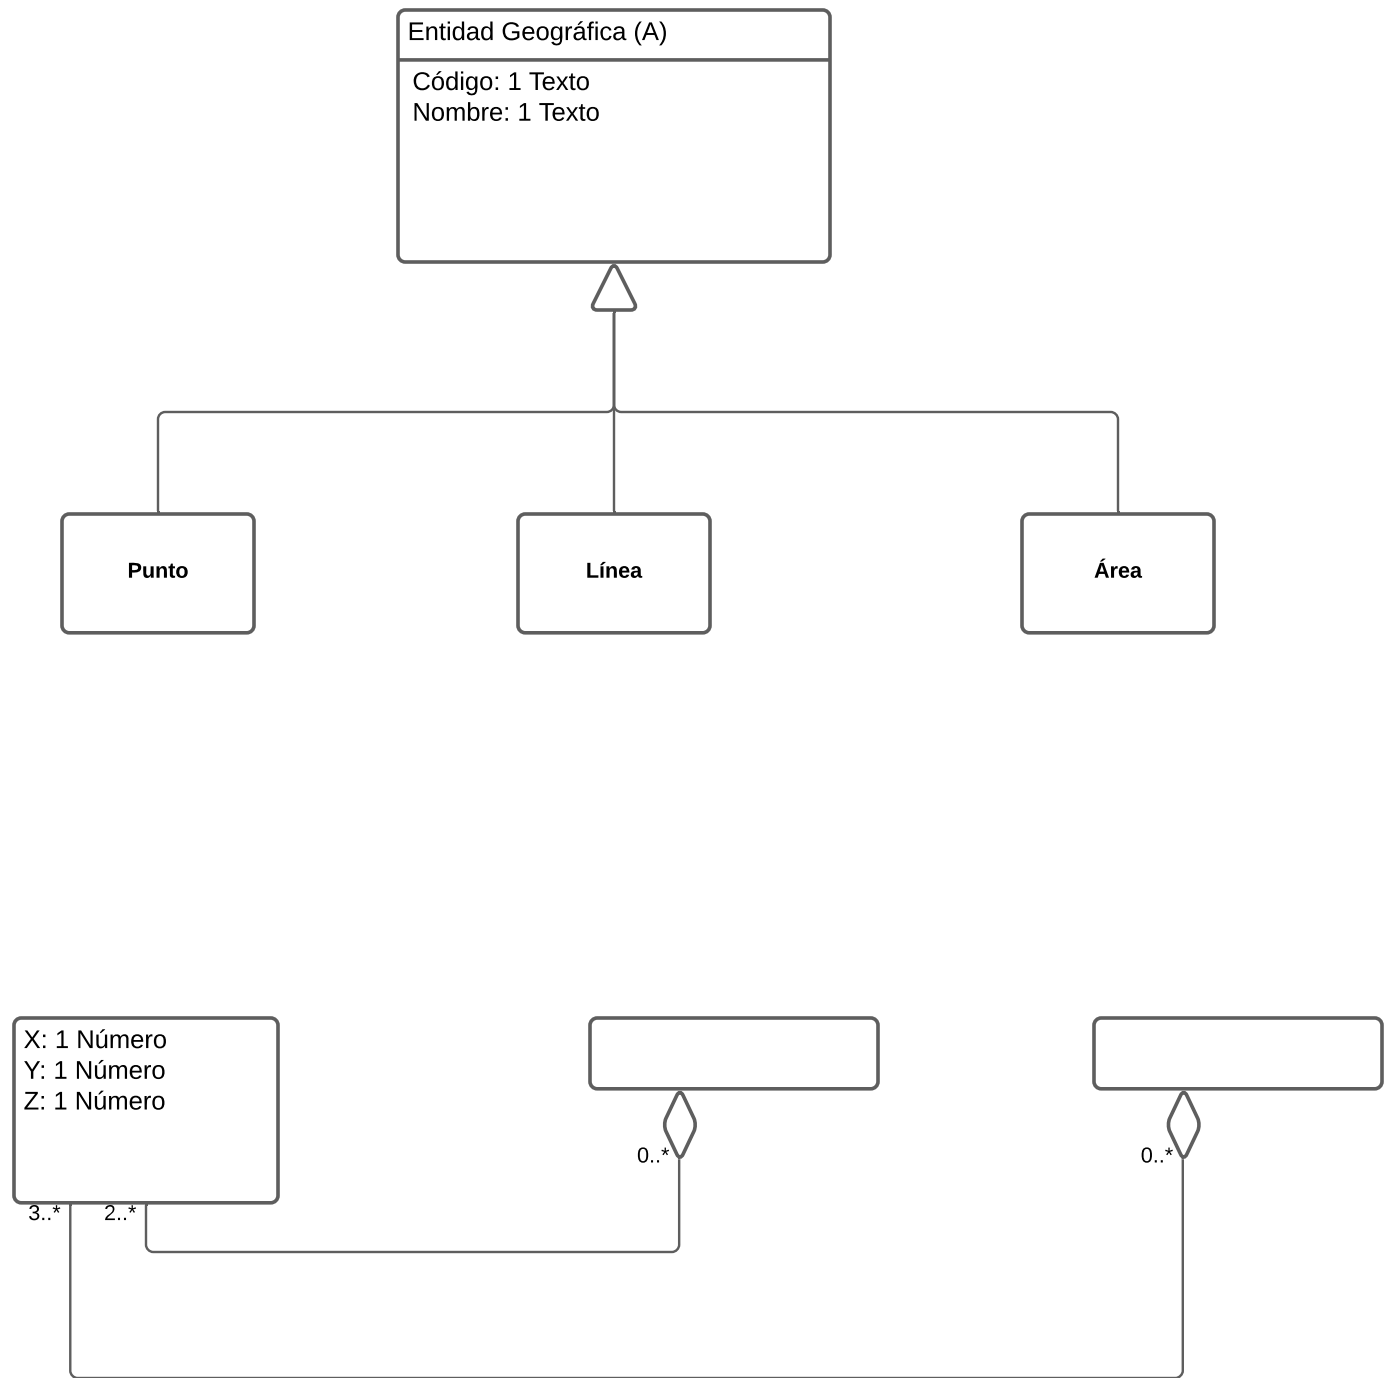 Entidad Geográfica (A)
Código: 1 Texto
Nombre: 1 Texto
Punto
Línea
Área
X: 1 Número
Y: 1 Número
Z: 1 Número
0..*
0..*
3..*
2..*